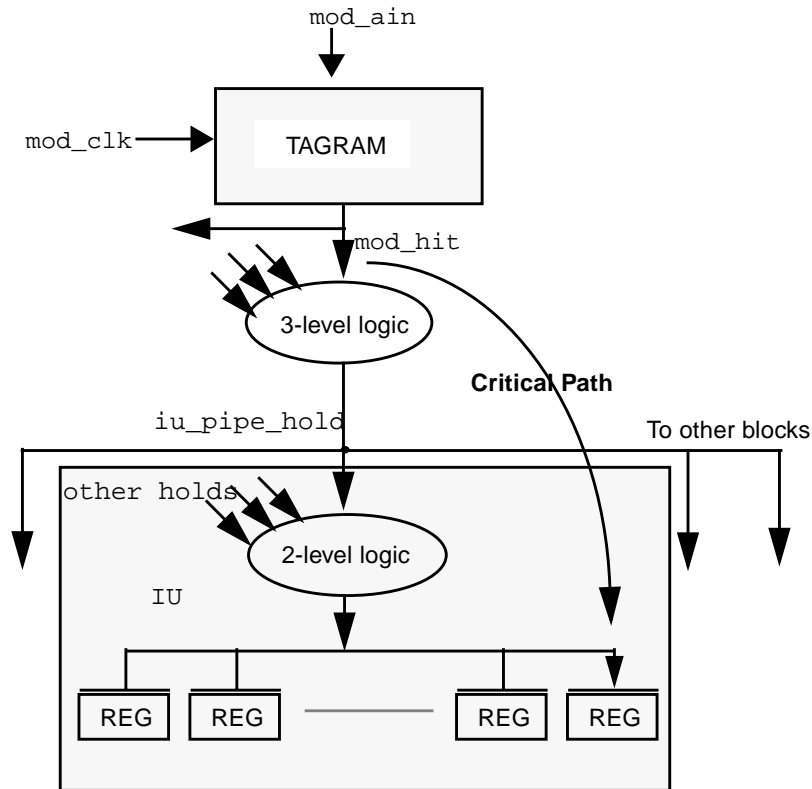 mod_ain
mod_clk
TAGRAM
mod_hit
3-level logic
Critical Path
iu_pipe_hold
To other blocks
other holds
2-level logic
IU
REG REG REG REG